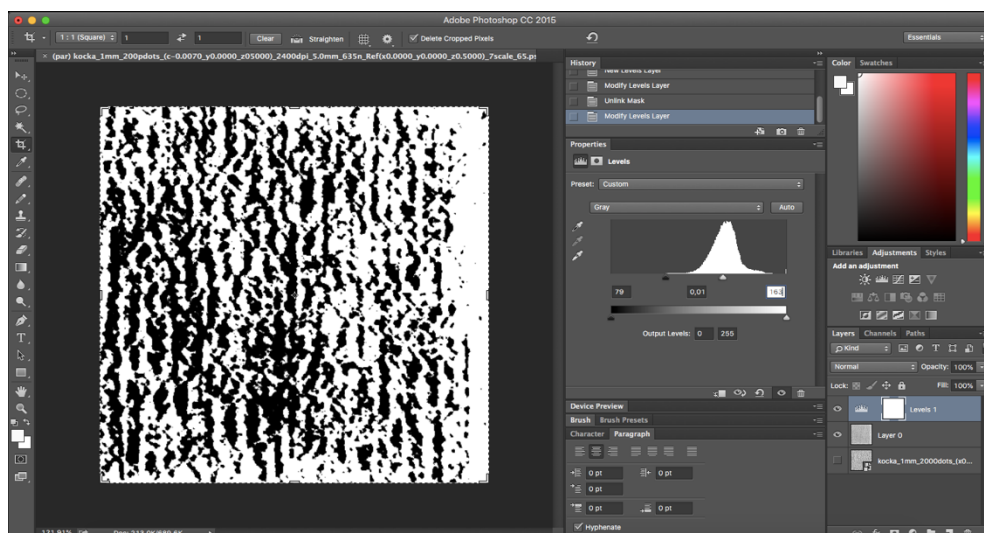 Adobe Photoshop CC 2015
1 : 1 (Square) 1 1 Clear Straighten Delete Cropped Pixels Essentials
× (par) kocka_1mm_200pdots_(c-0.0070_y0.0000_z05000)_2400dpi_5.0mm_635n_Ref(x0.0000_y0.0000_z0.5000)_7scale_65.ps
History
New Levels Layer
Modify Levels Layer
Unlink Mask
Modify Levels Layer
Properties
Levels
Preset: Custom
Gray Auto
79 0,01 163
Output Levels: 0 255
Device Preview
Brush Brush Presets
Character Paragraph
0 pt 0 pt
0 pt
0 pt 0 pt
Hyphenate
Color Swatches
Libraries Adjustments Styles
Add an adjustment
Layers Channels Paths
Kind
Normal Opacity: 100%
Lock: Fill: 100%
Levels 1
Layer 0
kocka_1mm_2000dots_(x0...